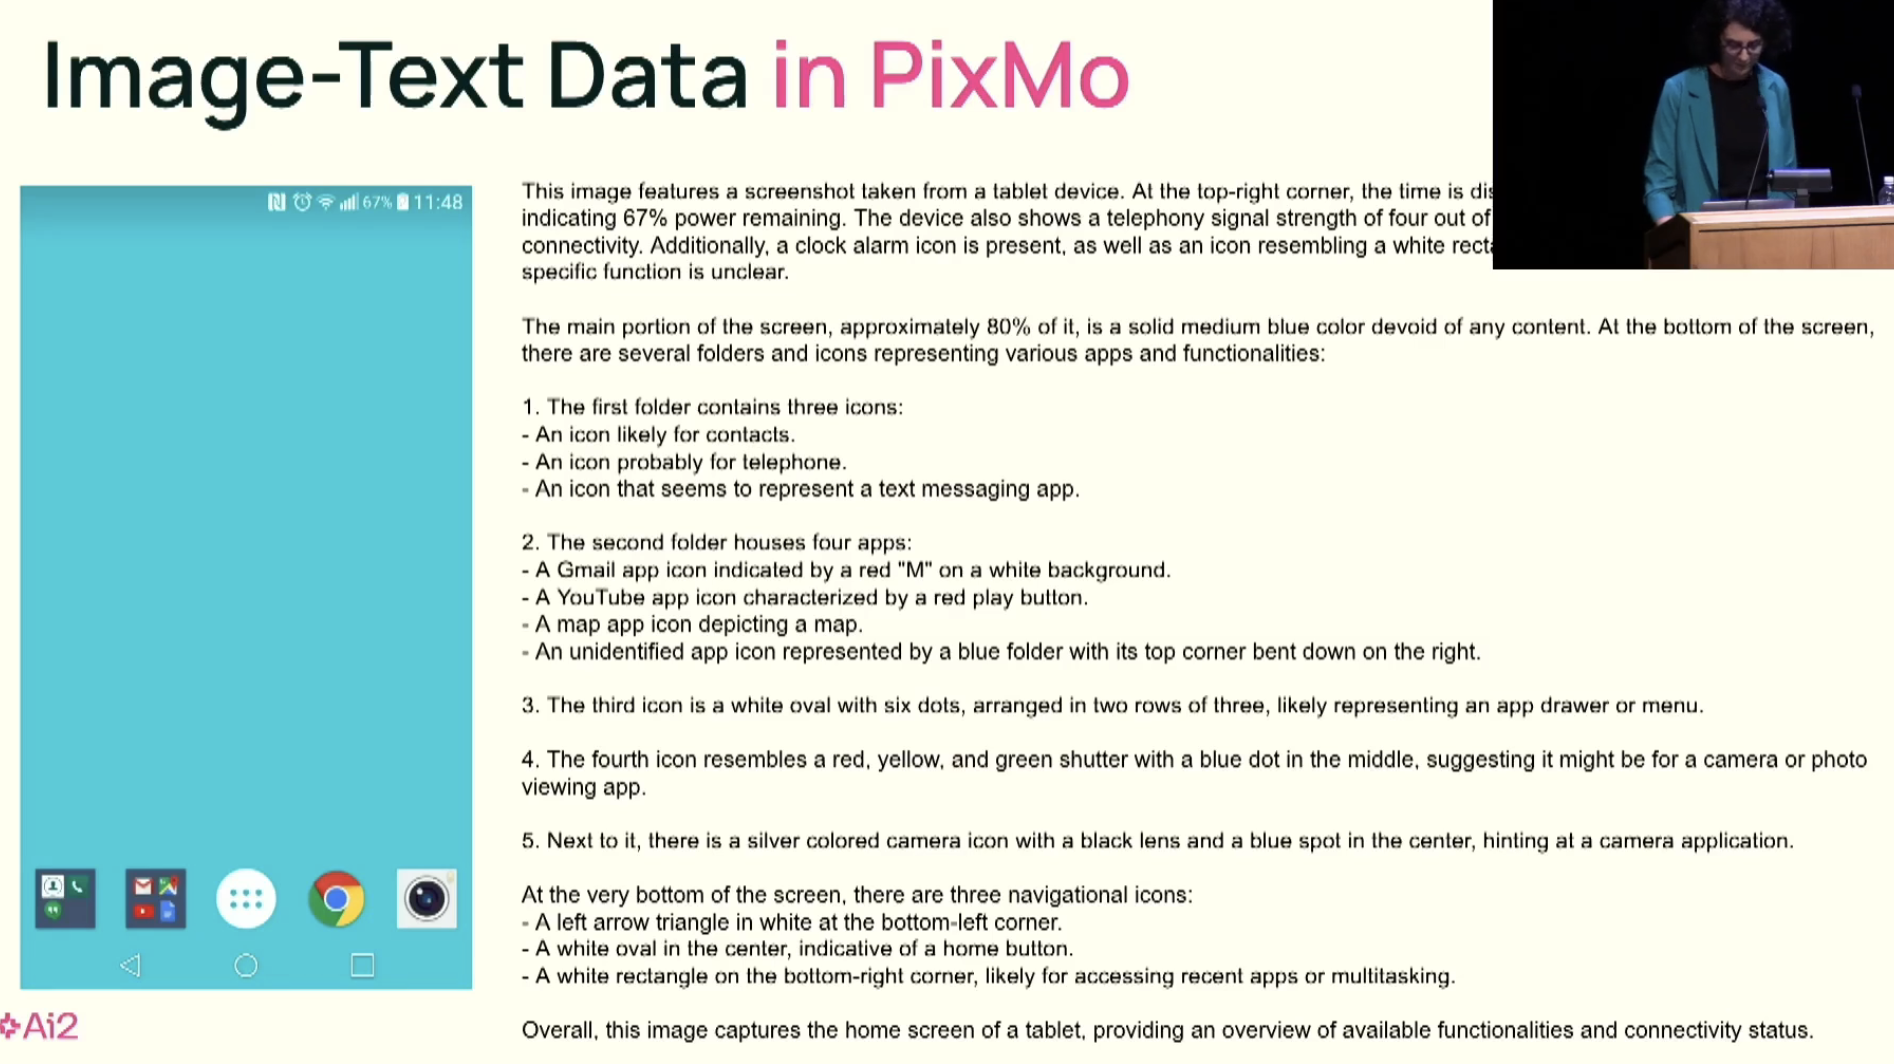 Image-Text Data in PixMo
67% 11:48
This image features a screenshot taken from a tablet device. At the top-right corner, the time is
indicating 67% power remaining. The device also shows a telephony signal strength of four out of
connectivity. Additionally, a clock alarm icon is present, as well as an icon resembling a white
specific function is unclear.
The main portion of the screen, approximately 80% of it, is a solid medium blue color devoid of any content. At the bottom of the screen,
there are several folders and icons representing various apps and functionalities:
1. The first folder contains three icons:
- An icon likely for contacts.
- An icon probably for telephone.
- An icon that seems to represent a text messaging app.
2. The second folder houses four apps:
- A Gmail app icon indicated by a red "M" on a white background.
- A YouTube app icon characterized by a red play button.
- A map app icon depicting a map.
- An unidentified app icon represented by a blue folder with its top corner bent down on the right.
3. The third icon is a white oval with six dots, arranged in two rows of three, likely representing an app drawer or menu.
4. The fourth icon resembles a red, yellow, and green shutter with a blue dot in the middle, suggesting it might be for a camera or photo
viewing app.
5. Next to it, there is a silver colored camera icon with a black lens and a blue spot in the center, hinting at a camera application.
At the very bottom of the screen, there are three navigational icons:
- A left arrow triangle in white at the bottom-left corner.
- A white oval in the center, indicative of a home button.
- A white rectangle on the bottom-right corner, likely for accessing recent apps or multitasking.
Overall, this image captures the home screen of a tablet, providing an overview of available functionalities and connectivity status.
Ai2